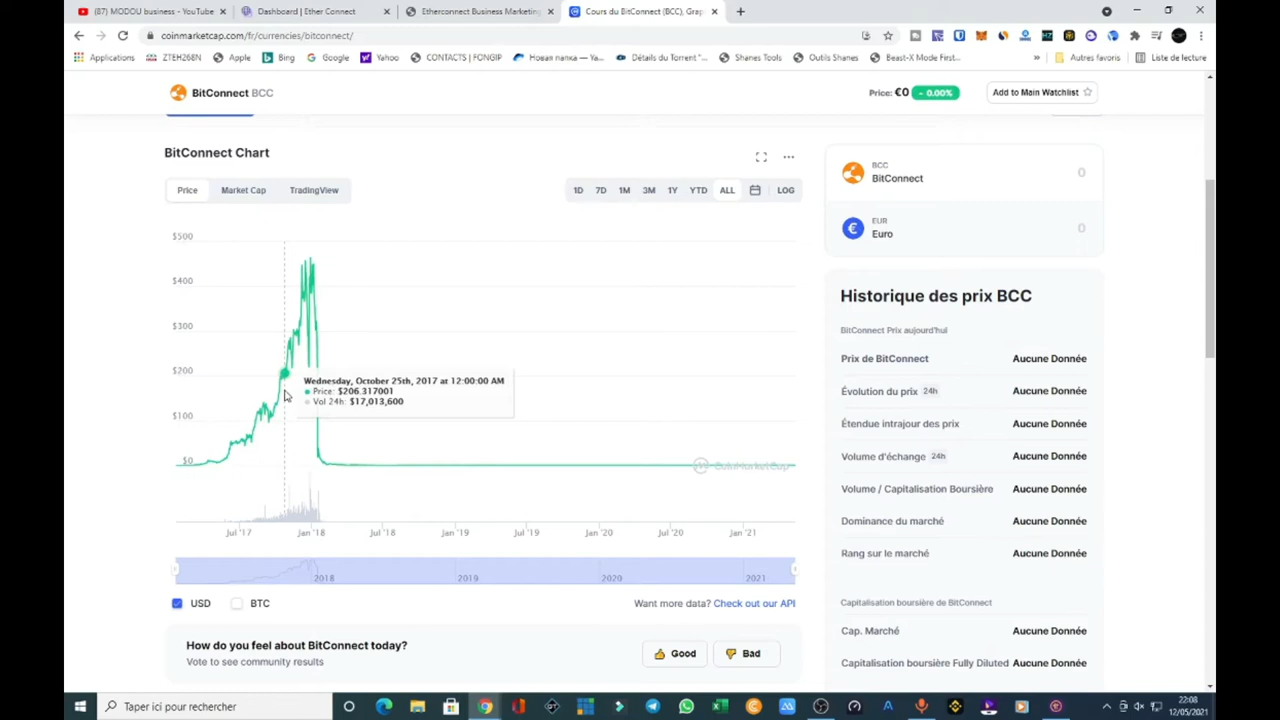 (87) MODOU business - YouTube
Dashboard | Ether Connect
Etherconnect Business Marketing
Cours du BitConnect (BCC), Grap
coinmarketcap.com/fr/currencies/bitconnect/
Applications
ZTEH268N
Apple
Bing
Google
Yahoo
CONTACTS | FONGIP
Новая папка — Ya...
Détails du Torrent "...
Shanes Tools
Outils Shanes
Beast-X Mode First...
»
Autres favoris
Liste de lecture
BitConnect BCC
Price: €0
0.00%
Add to Main Watchlist
BitConnect Chart
Price
Market Cap
TradingView
1D
7D
1M
3M
1Y
YTD
ALL
LOG
$500
$400
$300
$200
$100
$0
Wednesday, October 25th, 2017 at 12:00:00 AM
Price: $206.317001
Vol 24h: $17,013,600
CoinMarketCap
Jul '17
Jan '18
Jul '18
Jan '19
Jul '19
Jan '20
Jul '20
Jan '21
2018
2019
2020
2021
USD
BTC
Want more data? Check out our API
How do you feel about BitConnect today?
Vote to see community results
Good
Bad
BCC
BitConnect
0
EUR
Euro
0
Historique des prix BCC
BitConnect Prix aujourd'hui
Prix de BitConnect Aucune Donnée
Évolution du prix 24h Aucune Donnée
Étendue intrajour des prix Aucune Donnée
Volume d'échange 24h Aucune Donnée
Volume / Capitalisation Boursière Aucune Donnée
Dominance du marché Aucune Donnée
Rang sur le marché Aucune Donnée
Capitalisation boursière de BitConnect
Cap. Marché Aucune Donnée
Capitalisation boursière Fully Diluted Aucune Donnée
Taper ici pour rechercher
22:08
12/05/2021